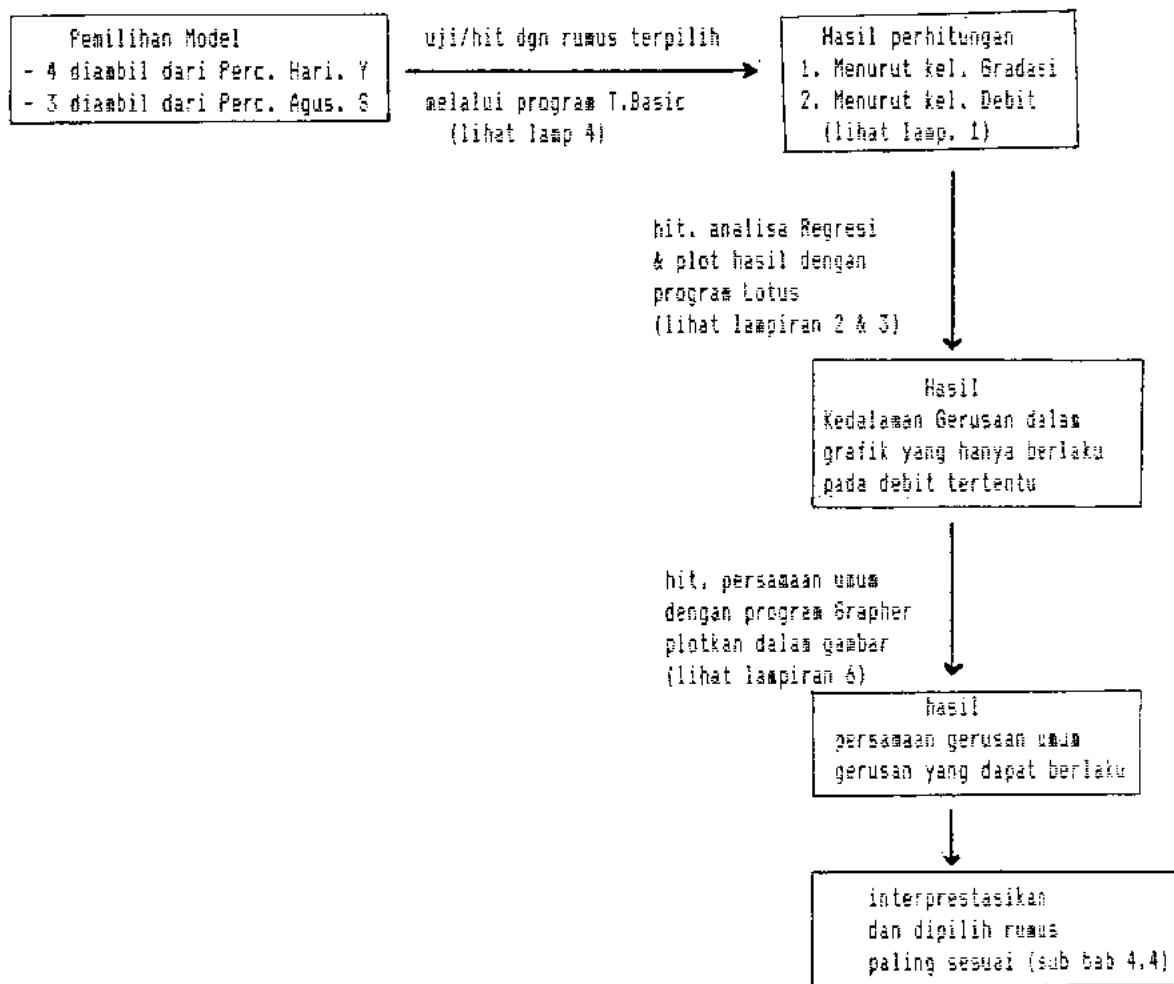 Pemilihan Model
- 4 diambil dari Perc. Hari. Y
- 3 diambil dari Perc. Agus. S
uji/hit dgn rumus terpilih
melalui program T.Basic
(lihat lamp 4)
Hasil perhitungan
1. Menurut kel. Gradasi
2. Menurut kel. Debit
(lihat lamp. 1)
hit. analisa Regresi
& plot hasil dengan
program Lotus
(lihat lampiran 2 & 3)
Hasil
Kedalaman Gerusan dalam
grafik yang hanya berlaku
pada debit tertentu
hit. persamaan umum
dengan program Grapher
plotkan dalam gambar
(lihat lampiran 6)
hasil
persamaan gerusan umum
gerusan yang dapat berlaku
interprestasikan
dan dipilih rumus
paling sesuai (sub bab 4.4)